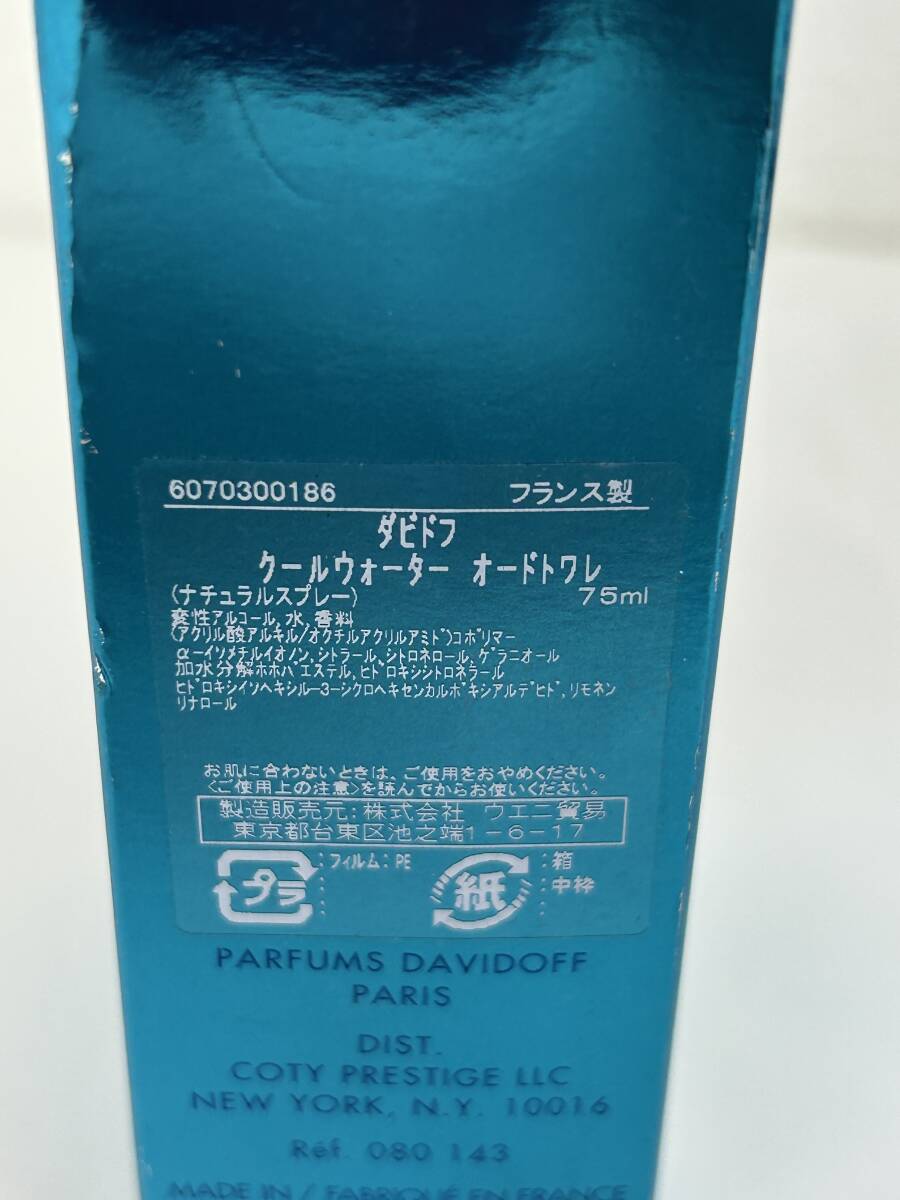 6070300186 フランス製
ダビドフ
クールウォーター オードトワレ
(ナチュラルスプレー) 75ml
変性アルコール,水,香料
(アクリル酸アルキル/オクチルアクリルアミド)コポリマー
α-イソメチルイオノン,シトラール,シトロネロール,ゲラニオール
加水分解ホホバエステル,ヒドロキシシトロネラール
ヒドロキシイソヘキシル-3-シクロヘキセンカルボキシアルデヒド,リモネン
リナロール
お肌に合わないときは、ご使用をおやめください。
<ご使用上の注意>を読んでからお使いください。
製造販売元:株式会社 ウエニ貿易
東京都台東区池之端1-6-17
プラ :フィルム:PE
紙 :箱
:中枠
PARFUMS DAVIDOFF
PARIS
DIST.
COTY PRESTIGE LLC
NEW YORK, N.Y. 10016
Réf. 080 143
MADE IN / FABRIQUÉ EN FRANCE